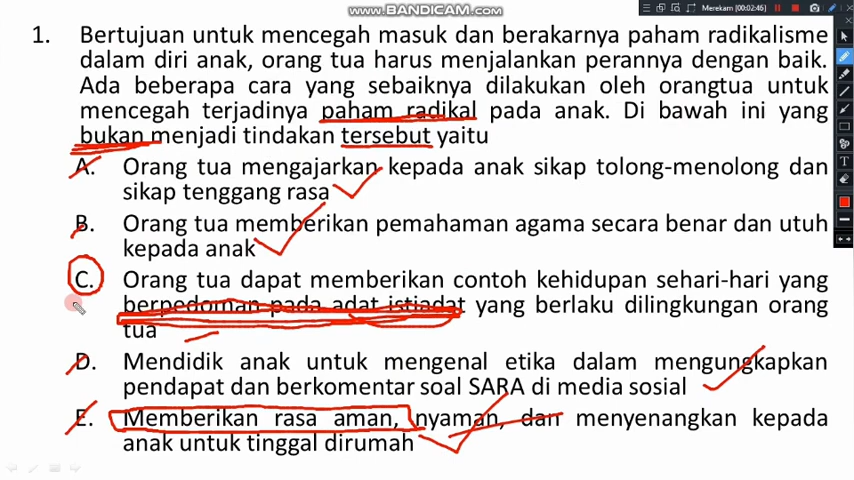 WWW.BANDICAM.COM
Merekam [00:02:46]
1. Bertujuan untuk mencegah masuk dan berakarnya paham radikalisme
dalam diri anak, orang tua harus menjalankan perannya dengan baik.
Ada beberapa cara yang sebaiknya dilakukan oleh orangtua untuk
mencegah terjadinya paham radikal pada anak. Di bawah ini yang
bukan menjadi tindakan tersebut yaitu
A. Orang tua mengajarkan kepada anak sikap tolong-menolong dan
sikap tenggang rasa
B. Orang tua memberikan pemahaman agama secara benar dan utuh
kepada anak
C. Orang tua dapat memberikan contoh kehidupan sehari-hari yang
berpedoman pada adat istiadat yang berlaku dilingkungan orang
tua
D. Mendidik anak untuk mengenal etika dalam mengungkapkan
pendapat dan berkomentar soal SARA di media sosial
E. Memberikan rasa aman, nyaman, dan menyenangkan kepada
anak untuk tinggal dirumah